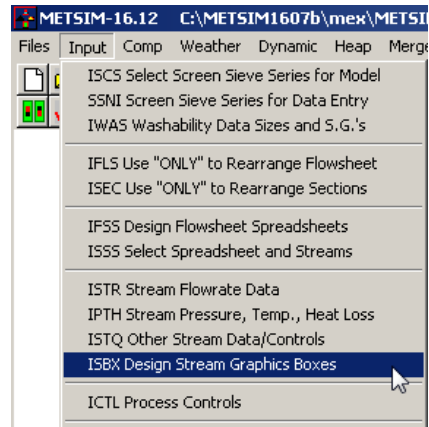 METSIM-16.12 C:\METSIM1607b\mex\METSI
Files Input Comp Weather Dynamic Heap Merge
ISCS Select Screen Sieve Series for Model
SSNI Screen Sieve Series for Data Entry
IWAS Washability Data Sizes and S.G.'s
IFLS Use "ONLY" to Rearrange Flowsheet
ISEC Use "ONLY" to Rearrange Sections
IFSS Design Flowsheet Spreadsheets
ISSS Select Spreadsheet and Streams
ISTR Stream Flowrate Data
IPTH Stream Pressure, Temp., Heat Loss
ISTQ Other Stream Data/Controls
ISBX Design Stream Graphics Boxes
ICTL Process Controls